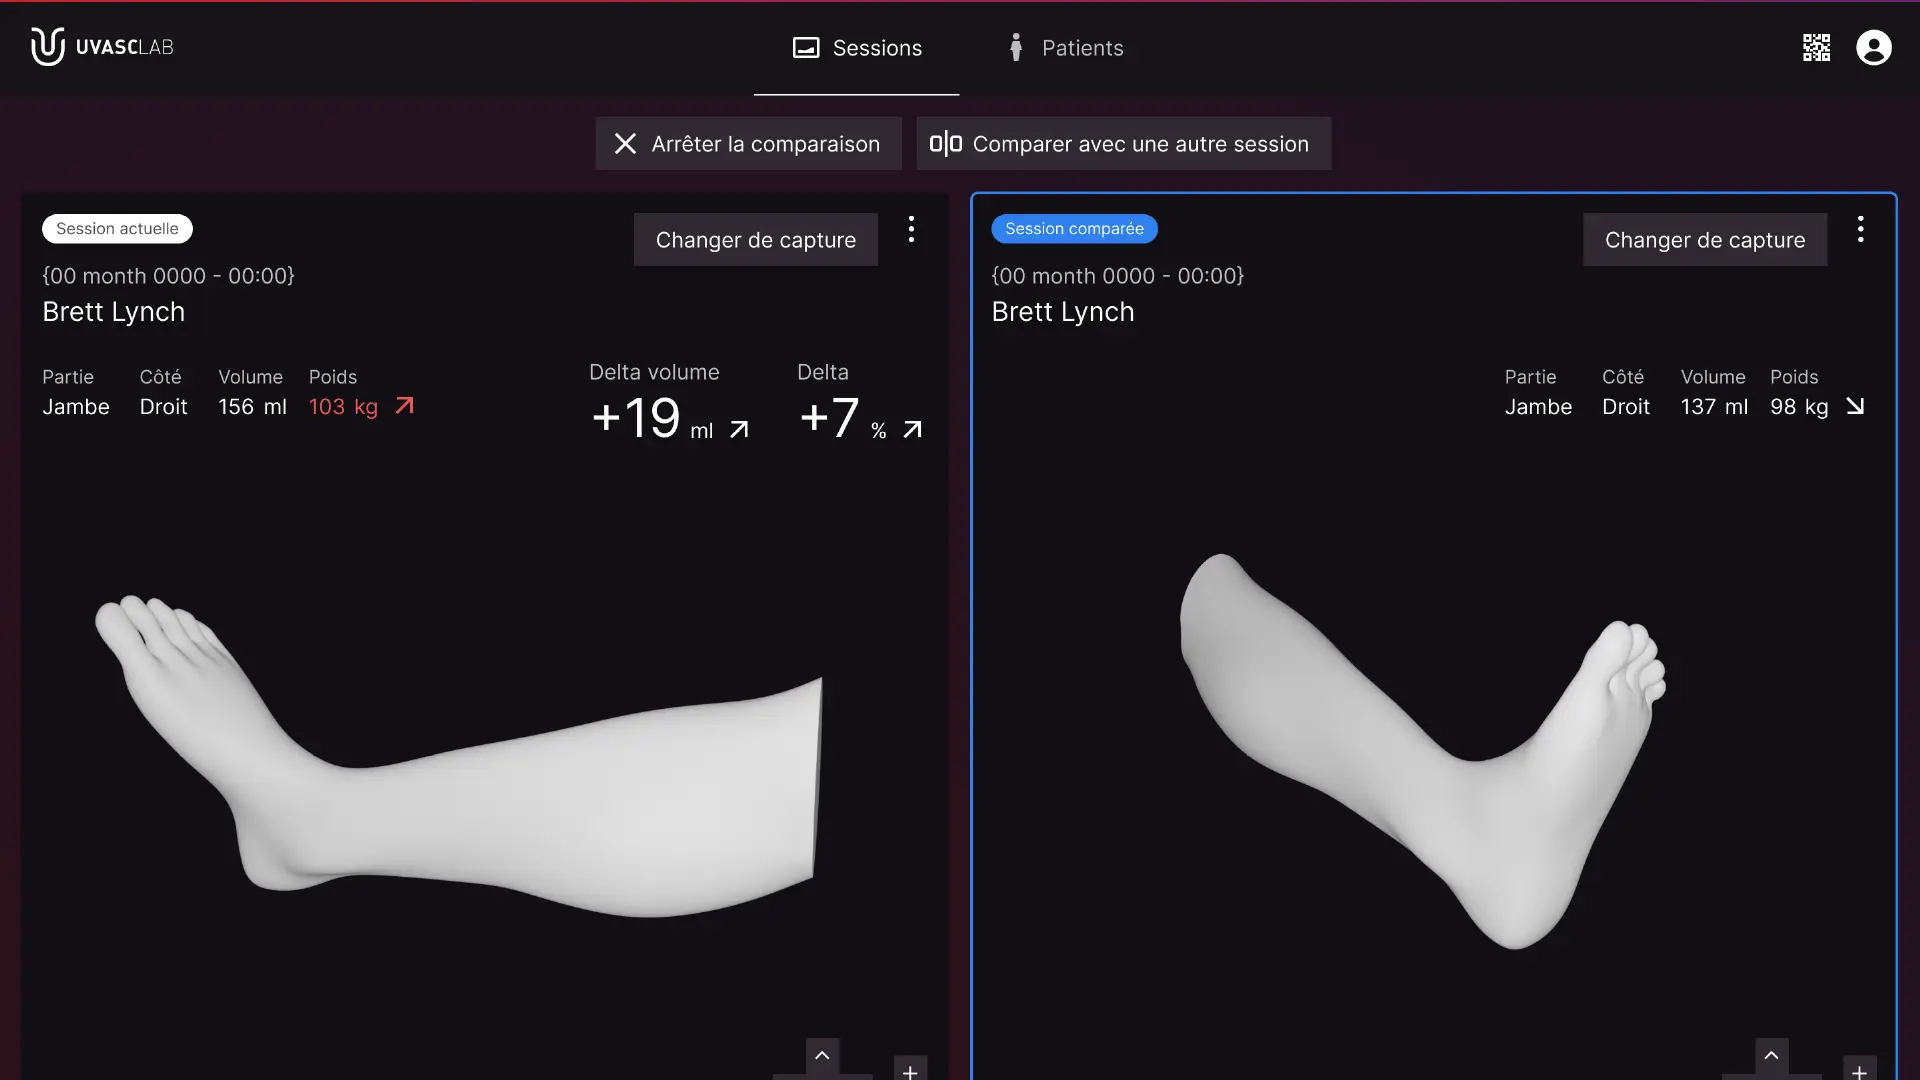 UVASCLAB
Sessions
Patients
Arrêter la comparaison
Comparer avec une autre session
Session actuelle
Changer de capture
{00 month 0000 - 00:00}
Brett Lynch
Partie Côté Volume Poids
Jambe Droit 156 ml 103 kg
Delta volume
+19 ml
Delta
+7 %
Session comparée
Changer de capture
{00 month 0000 - 00:00}
Brett Lynch
Partie Côté Volume Poids
Jambe Droit 137 ml 98 kg